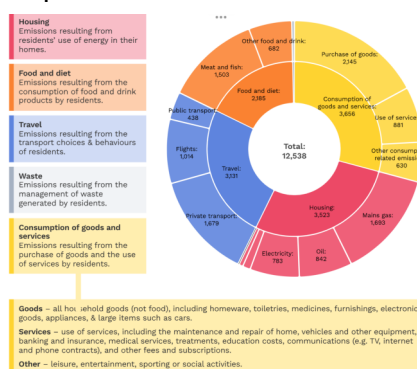 Housing
Emissions resulting from
residents' use of energy in their
homes.
Food and diet
Emissions resulting from the
consumption of food and drink
products by residents.
Travel
Emissions resulting from the
transport choices & behaviours
of residents.
Waste
Emissions resulting from the
management of waste
generated by residents.
Consumption of goods and
services
Emissions resulting from the
purchase of goods and the use
of services by residents.
Other food and drink:
682
Meat and fish:
1,503
Food and diet:
2,185
Public transport:
438
Flights:
1,014
Travel:
3,131
Private transport:
1,679
Purchase of goods:
2,145
Consumption of
goods and services:
3,656
Use of service
881
Other consump
related emissi
630
Total:
12,538
Housing:
3,523
Mains gas:
1,693
Oil:
842
Electricity:
783
Goods – all household goods (not food), including homeware, toiletries, medicines, furnishings, electronic
goods, appliances, & large items such as cars.
Services – use of services, including the maintenance and repair of home, vehicles and other equipment,
banking and insurance, medical services, treatments, education costs, communications (e.g. TV, internet
and phone contracts), and other fees and subscriptions.
Other – leisure, entertainment, sporting or social activities.